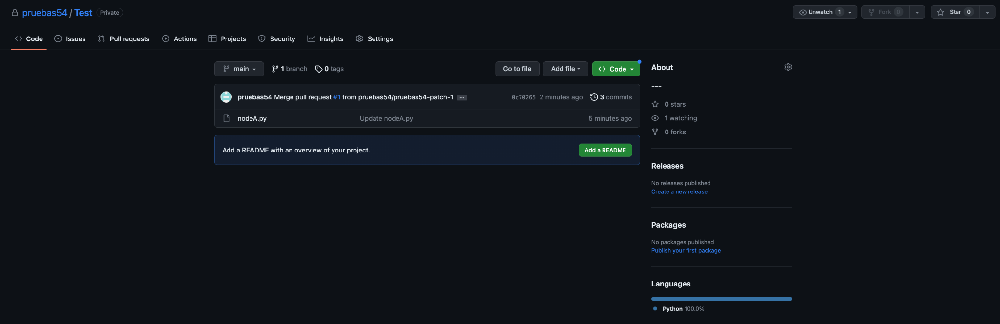 pruebas54 / Test Private
Unwatch 1 Fork 0 Star 0
Code Issues Pull requests Actions Projects Security Insights Settings
main 1 branch 0 tags Go to file Add file Code
pruebas54 Merge pull request #1 from pruebas54/pruebas54-patch-1 ... 0c70265 2 minutes ago 3 commits
nodeA.py Update nodeA.py 5 minutes ago
Add a README with an overview of your project. Add a README
About
---
0 stars
1 watching
0 forks
Releases
No releases published
Create a new release
Packages
No packages published
Publish your first package
Languages
Python 100.0%